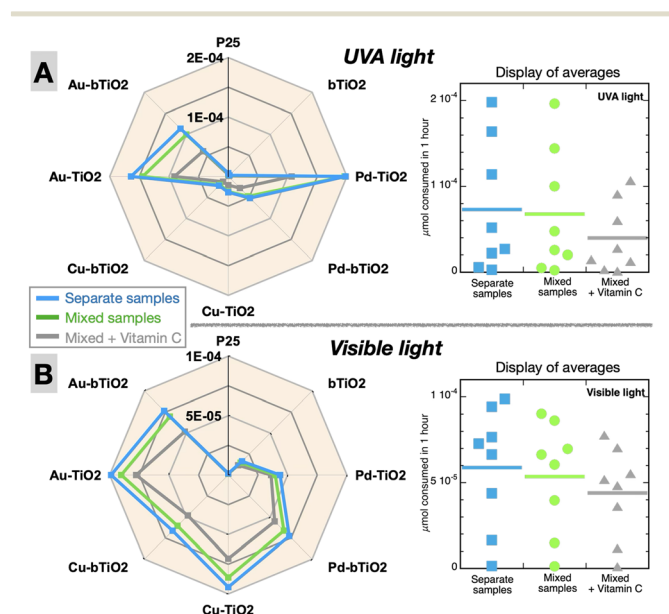 A
UVA light
P25
2E-04
1E-04
bTiO2
Pd-TiO2
Pd-bTiO2
Cu-TiO2
Cu-bTiO2
Au-TiO2
Au-bTiO2
Display of averages
UVA light
µmol consumed in 1 hour
2 10⁻⁴
1 10⁻⁴
0
Separate samples
Mixed samples
Mixed + Vitamin C
Separate
samples
Mixed
samples
Mixed
+ Vitamin C
B
Visible light
P25
1E-04
5E-05
bTiO2
Pd-TiO2
Pd-bTiO2
Cu-TiO2
Cu-bTiO2
Au-TiO2
Au-bTiO2
Display of averages
Visible light
µmol consumed in 1 hour
1 10⁻⁴
5 10⁻⁵
0
Separate
samples
Mixed
samples
Mixed
+ Vitamin C